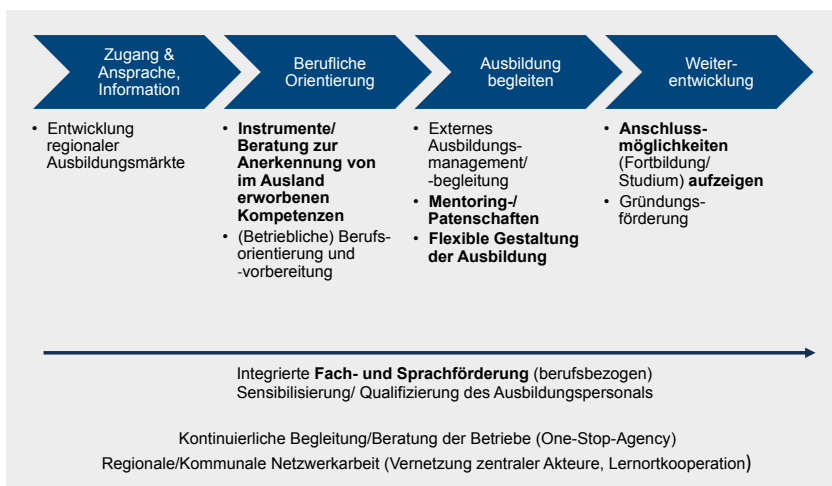 Zugang &
Ansprache,
Information
Berufliche
Orientierung
Ausbildung
begleiten
Weiter-
entwicklung
• Entwicklung
regionaler
Ausbildungsmärkte
• Instrumente/
Beratung zur
Anerkennung von
im Ausland
erworbenen
Kompetenzen
• (Betriebliche) Berufs-
orientierung und
-vorbereitung
• Externes
Ausbildungs-
management/
-begleitung
• Mentoring-/
Patenschaften
• Flexible Gestaltung
der Ausbildung
• Anschluss-
möglichkeiten
(Fortbildung/
Studium) aufzeigen
• Gründungs-
förderung
Integrierte Fach- und Sprachförderung (berufsbezogen)
Sensibilisierung/ Qualifizierung des Ausbildungspersonals
Kontinuierliche Begleitung/Beratung der Betriebe (One-Stop-Agency)
Regionale/Kommunale Netzwerkarbeit (Vernetzung zentraler Akteure, Lernortkooperation)